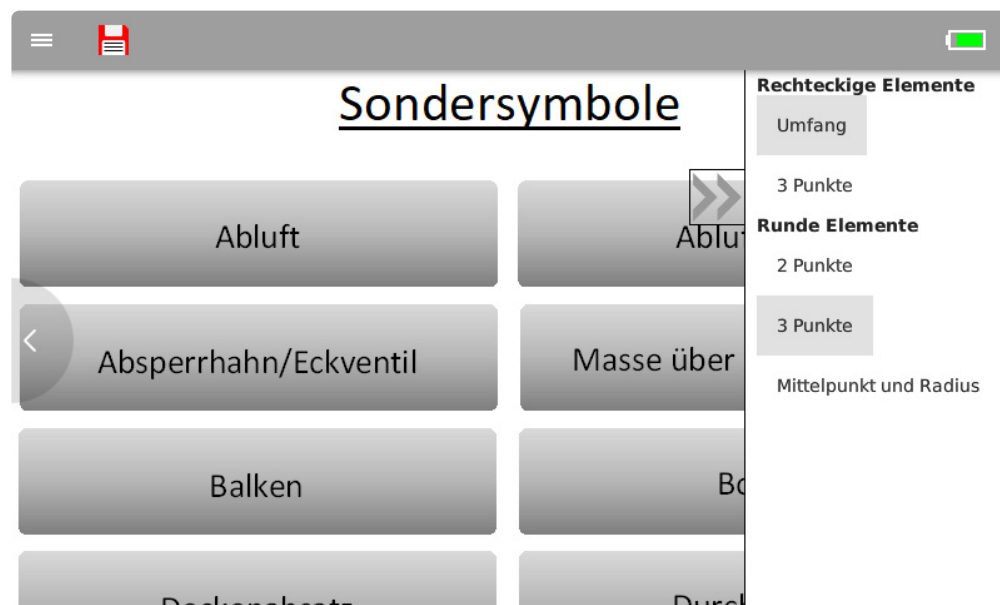 Sondersymbole
Rechteckige Elemente
Umfang
3 Punkte
Runde Elemente
2 Punkte
3 Punkte
Mittelpunkt und Radius
Abluft
Absperrhahn/Eckventil
Masse über
Balken